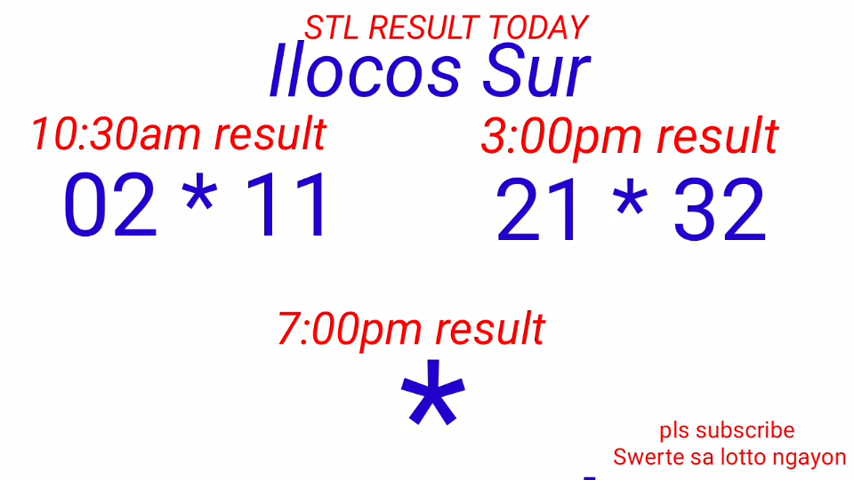 STL RESULT TODAY
Ilocos Sur
10:30am result
02 * 11
3:00pm result
21 * 32
7:00pm result
*
pls subscribe
Swerte sa lotto ngayon